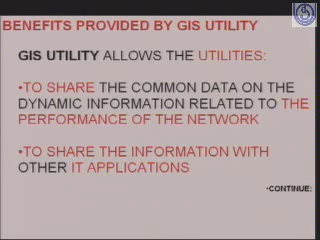 BENEFITS PROVIDED BY GIS UTILITY
GIS UTILITY ALLOWS THE UTILITIES:
•TO SHARE THE COMMON DATA ON THE
DYNAMIC INFORMATION RELATED TO THE
PERFORMANCE OF THE NETWORK
•TO SHARE THE INFORMATION WITH
OTHER IT APPLICATIONS
•CONTINUE: